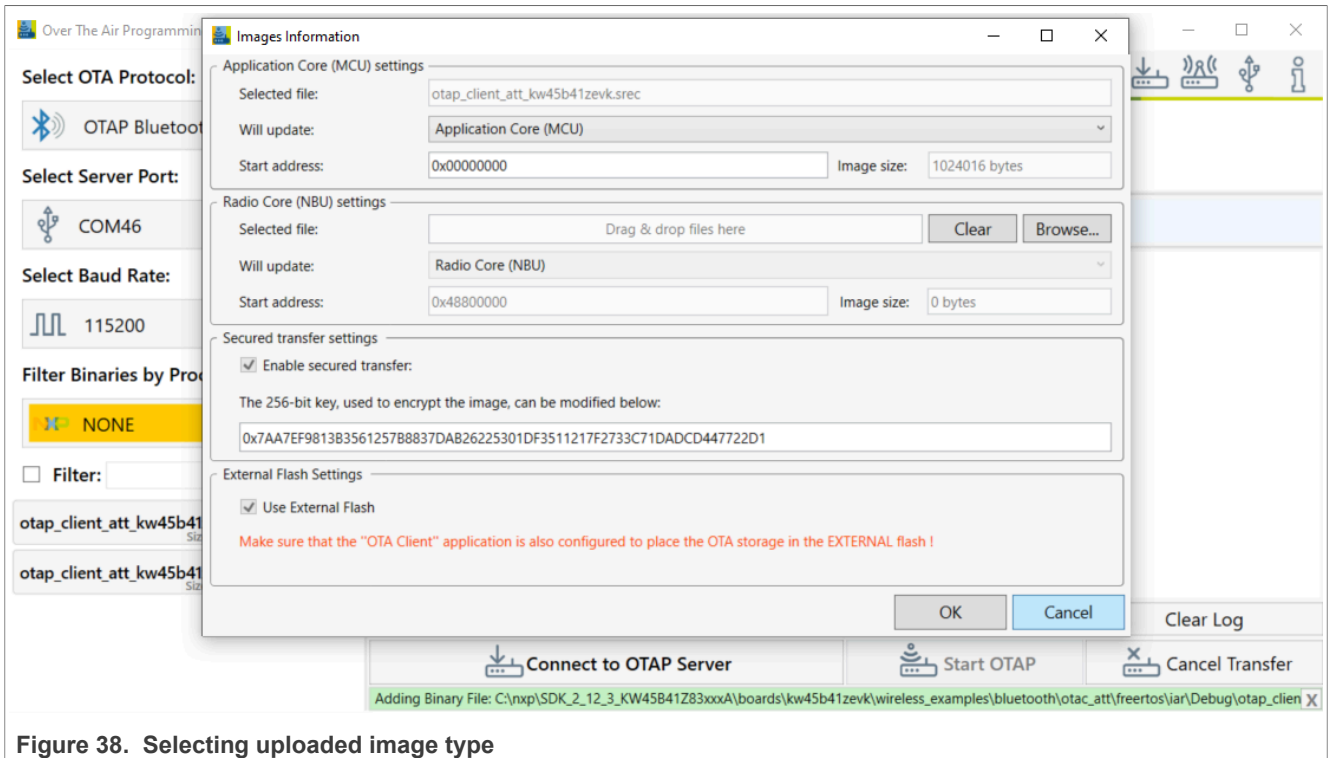 Over The Air Programmin
Images Information
Select OTA Protocol:
OTAP Bluetoot
Select Server Port:
COM46
Select Baud Rate:
115200
Filter Binaries by Pro
NXP NONE
Filter:
otap_client_att_kw45b41
Siz
otap_client_att_kw45b41
Siz
Application Core (MCU) settings
Selected file: otap_client_att_kw45b41zevk.srec
Will update: Application Core (MCU)
Start address: 0x00000000 Image size: 1024016 bytes
Radio Core (NBU) settings
Selected file: Drag & drop files here Clear Browse...
Will update: Radio Core (NBU)
Start address: 0x48800000 Image size: 0 bytes
Secured transfer settings
Enable secured transfer:
The 256-bit key, used to encrypt the image, can be modified below:
0x7AA7EF9813B3561257B8837DAB26225301DF3511217F2733C71DADCD447722D1
External Flash Settings
Use External Flash
Make sure that the "OTA Client" application is also configured to place the OTA storage in the EXTERNAL flash !
OK Cancel
Clear Log
Connect to OTAP Server Start OTAP Cancel Transfer
Adding Binary File: C:\nxp\SDK_2_12_3_KW45B41Z83xxxA\boards\kw45b41zevk\wireless_examples\bluetooth\otac_att\freertos\iar\Debug\otap_clien X
Figure 38. Selecting uploaded image type